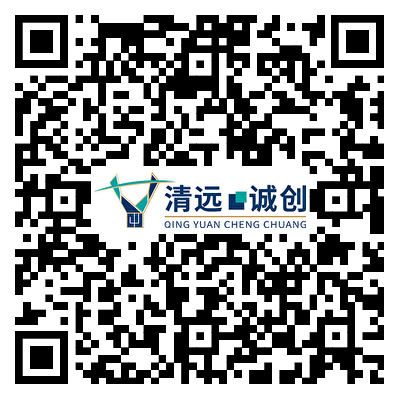 清远诚创
QING YUAN CHENG CHUANG